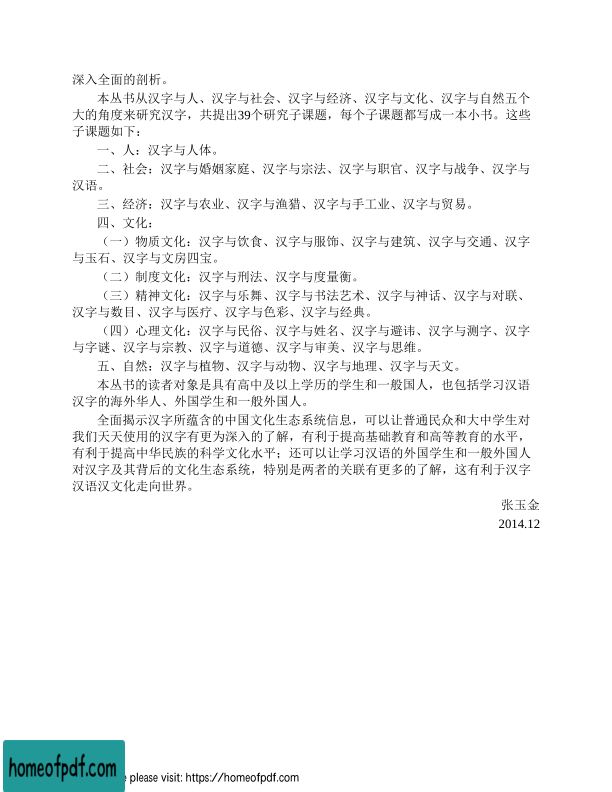 深入全面的剖析。
本丛书从汉字与人、汉字与社会、汉字与经济、汉字与文化、汉字与自然五个
大的角度来研究汉字，共提出39个研究子课题，每个子课题都写成一本小书。这些
子课题如下：
一、人：汉字与人体。
二、社会：汉字与婚姻家庭、汉字与宗法、汉字与职官、汉字与战争、汉字与
汉语。
三、经济：汉字与农业、汉字与渔猎、汉字与手工业、汉字与贸易。
四、文化：
（一）物质文化：汉字与饮食、汉字与服饰、汉字与建筑、汉字与交通、汉字
与玉石、汉字与文房四宝。
（二）制度文化：汉字与刑法、汉字与度量衡。
（三）精神文化：汉字与乐舞、汉字与书法艺术、汉字与神话、汉字与对联、
汉字与数目、汉字与医疗、汉字与色彩、汉字与经典。
（四）心理文化：汉字与民俗、汉字与姓名、汉字与避讳、汉字与测字、汉字
与字谜、汉字与宗教、汉字与道德、汉字与审美、汉字与思维。
五、自然：汉字与植物、汉字与动物、汉字与地理、汉字与天文。
本丛书的读者对象是具有高中及以上学历的学生和一般国人，也包括学习汉语
汉字的海外华人、外国学生和一般外国人。
全面揭示汉字所蕴含的中国文化生态系统信息，可以让普通民众和大中学生对
我们天天使用的汉字有更为深入的了解，有利于提高基础教育和高等教育的水平，
有利于提高中华民族的科学文化水平；还可以让学习汉语的外国学生和一般外国人
对汉字及其背后的文化生态系统，特别是两者的关联有更多的了解，这有利于汉字
汉语汉文化走向世界。
张玉金
2014.12
homeofpdf.com
please visit: https://homeofpdf.com